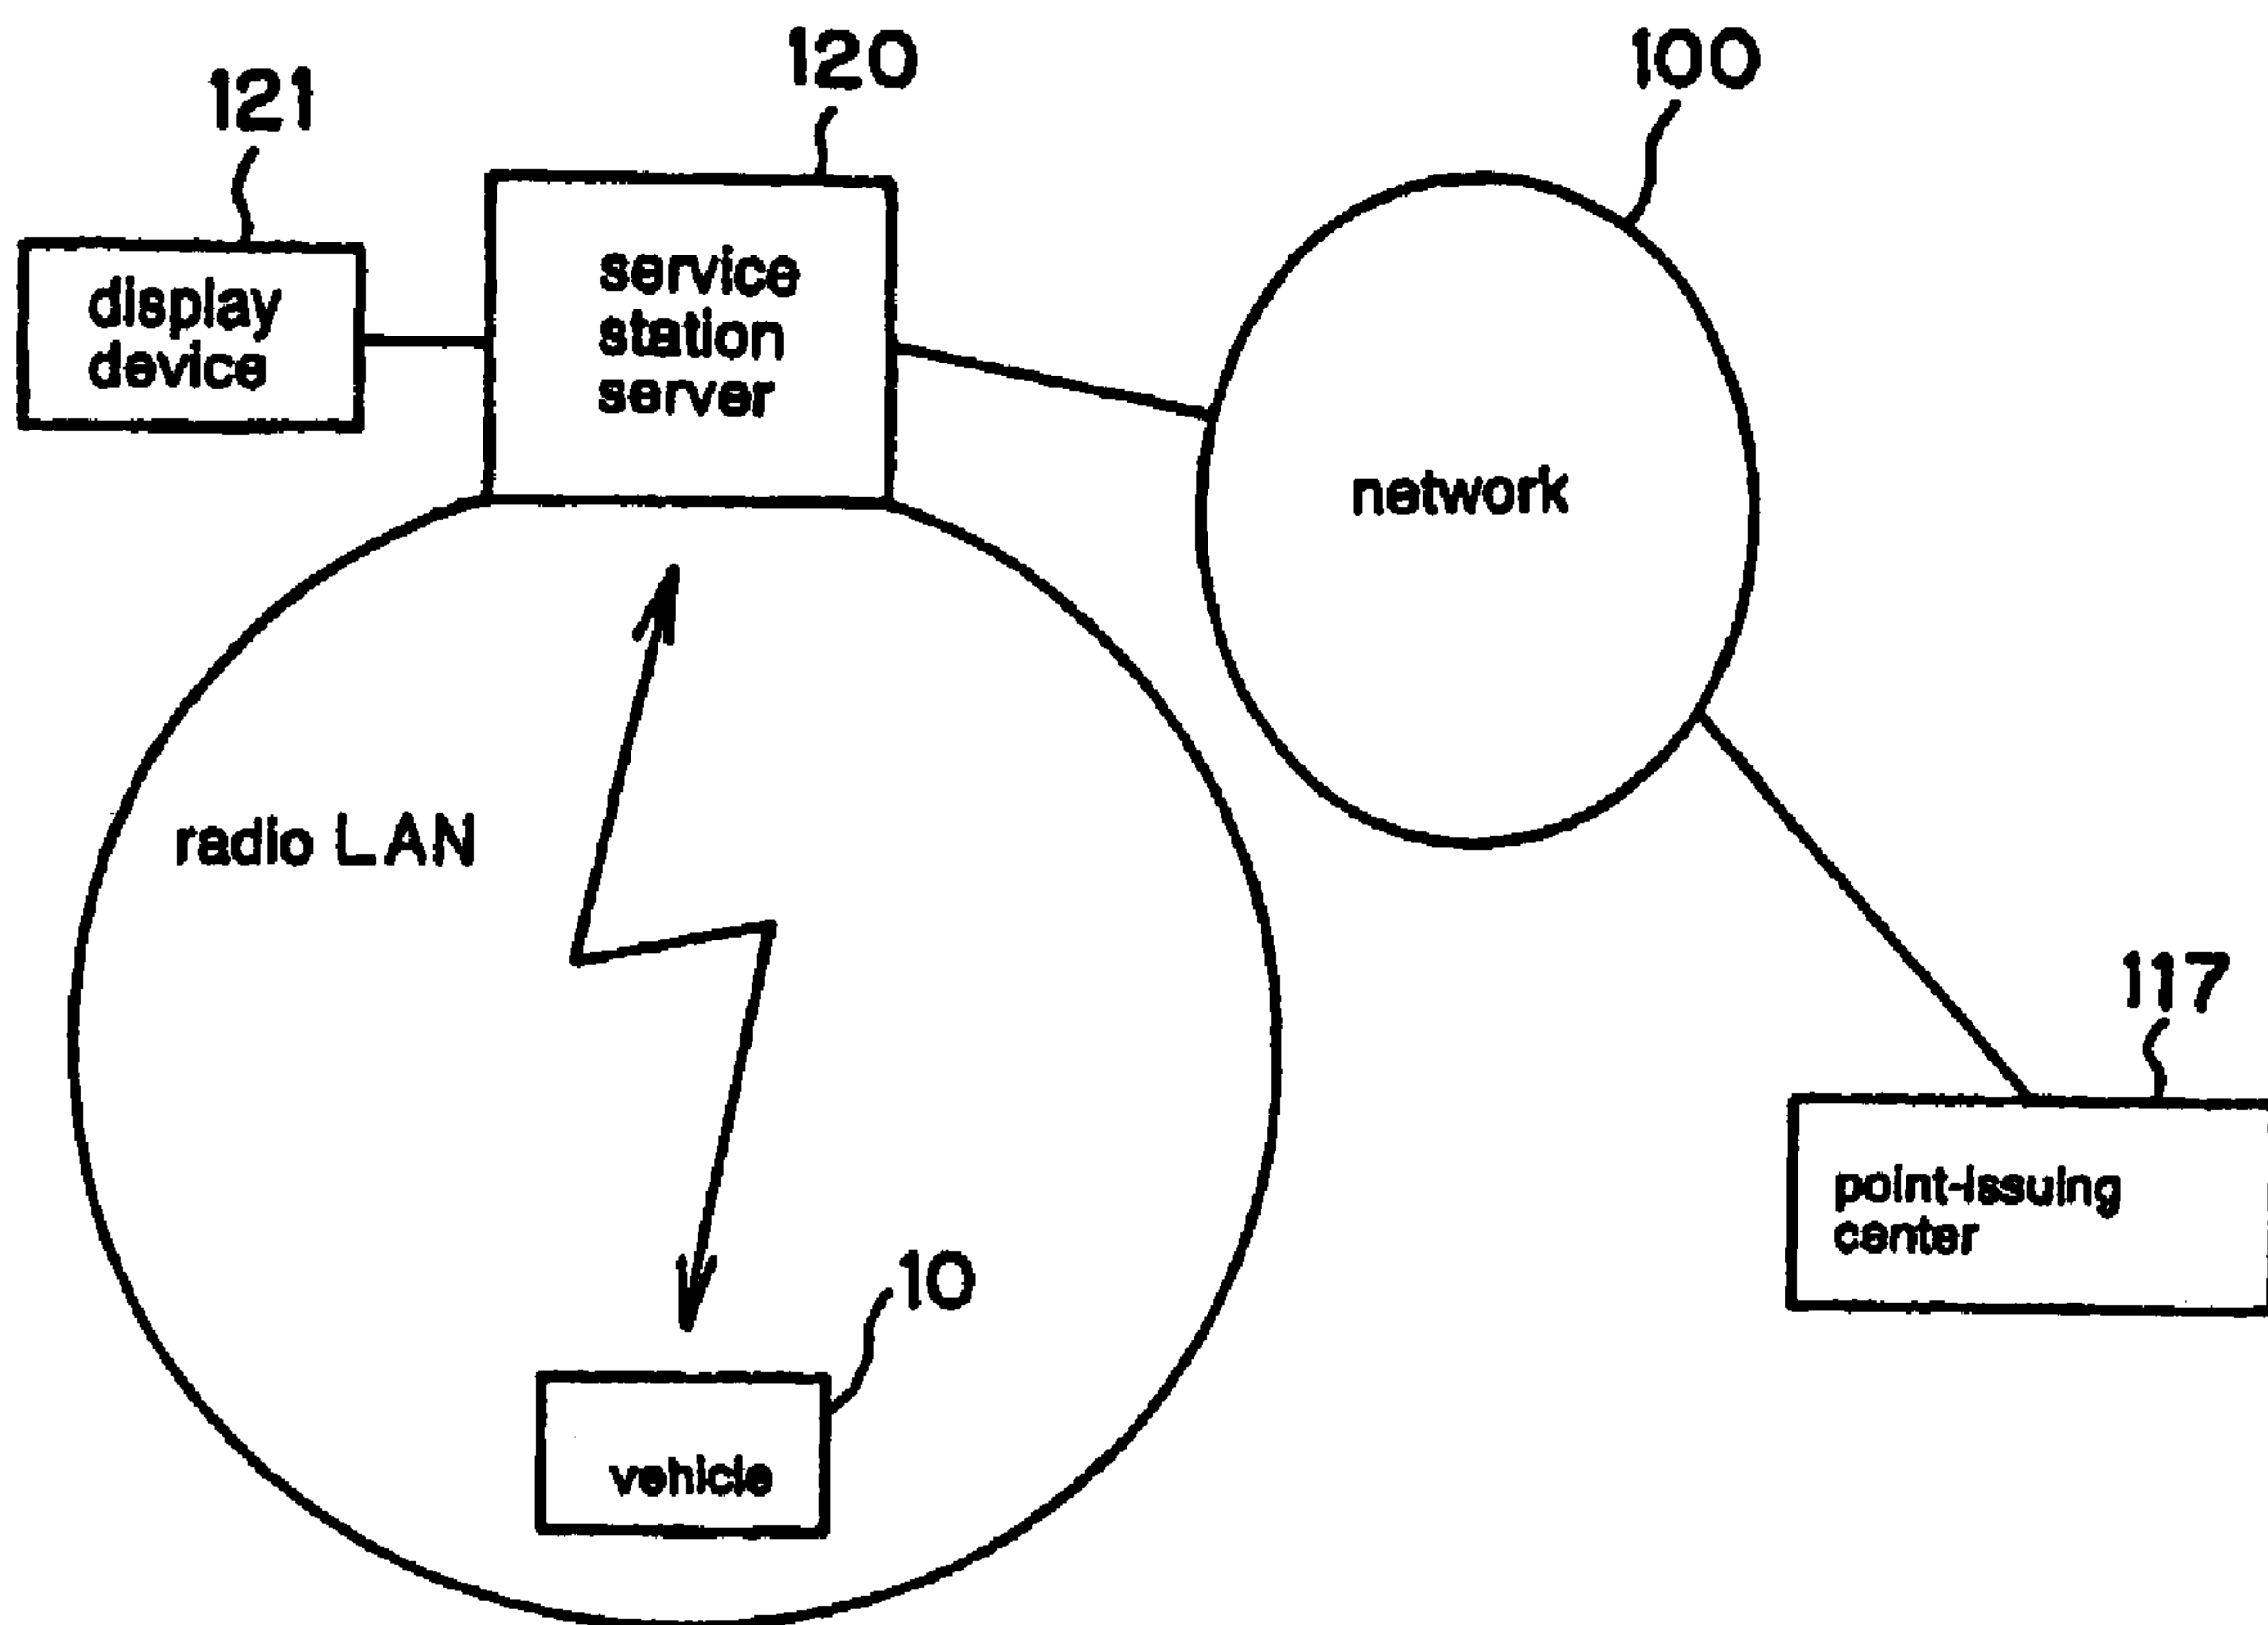 121
120
100
display
device
service
station
server
network
radio LAN
117
point-issuing
center
10
vehicle